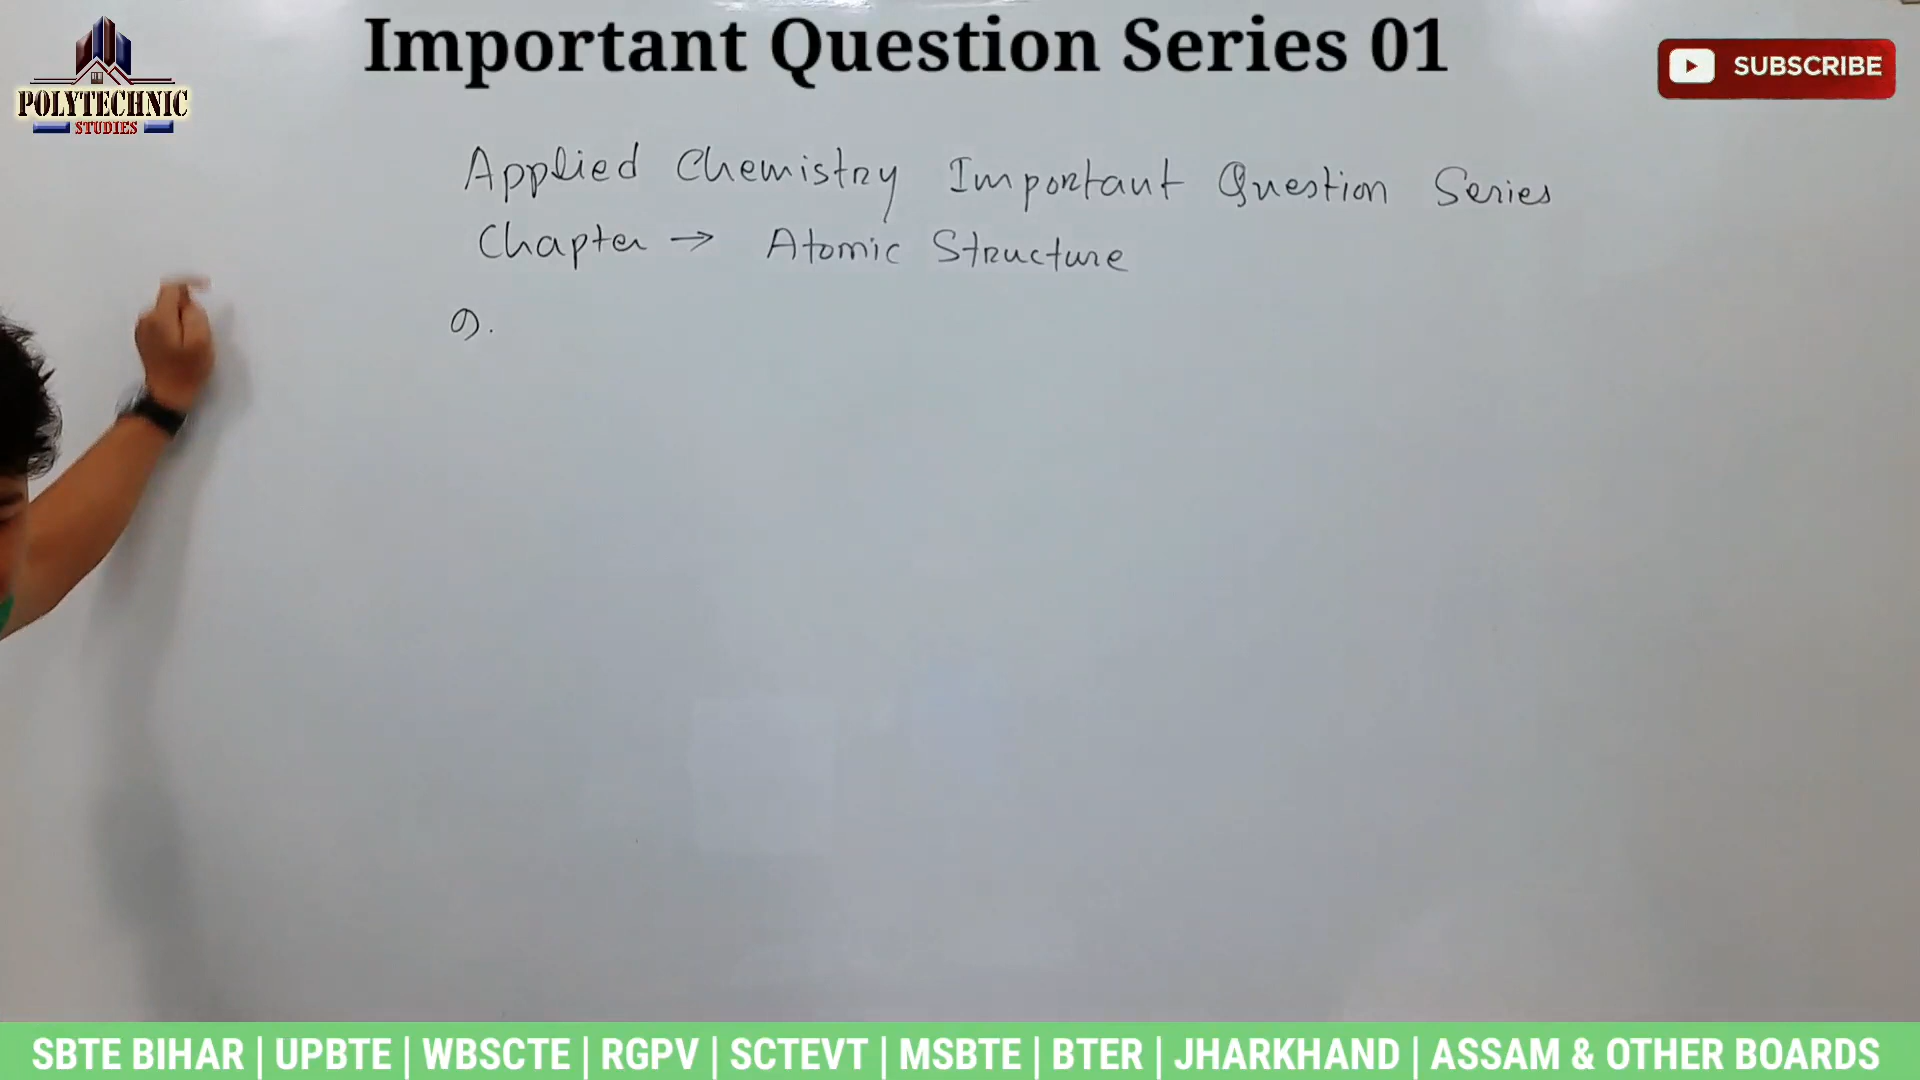 Important Question Series 01
POLYTECHNIC
STUDIES
SUBSCRIBE
Applied Chemistry Important Question Series
Chapter → Atomic Structure
Q.
SBTE BIHAR | UPBTE | WBSCTE | RGPV | SCTEVT | MSBTE | BTER | JHARKHAND | ASSAM & OTHER BOARDS